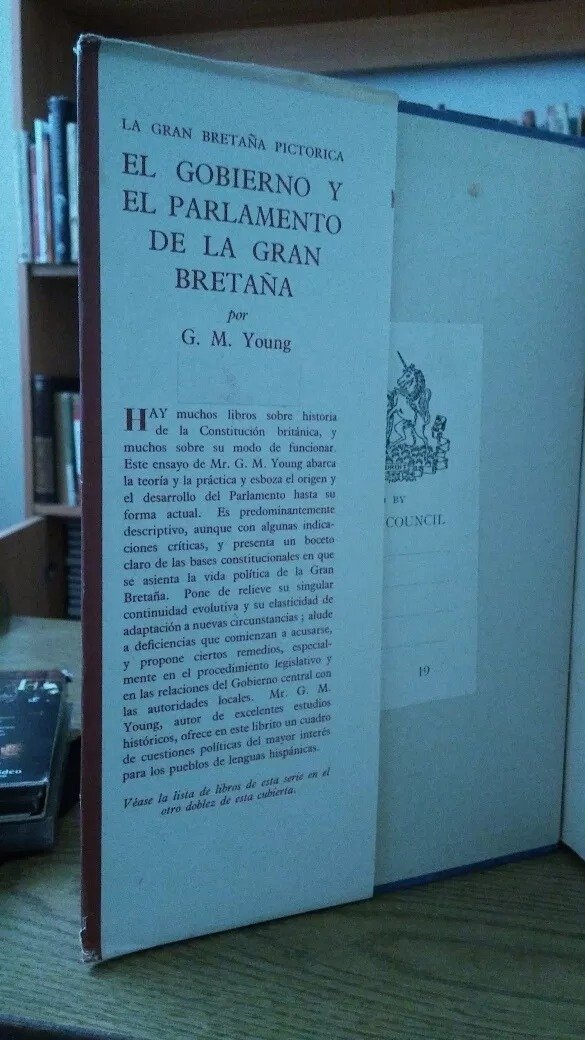 LA GRAN BRETAÑA PICTORICA
EL GOBIERNO Y
EL PARLAMENTO
DE LA GRAN
BRETAÑA
por
G. M. Young
HAY muchos libros sobre historia
de la Constitución británica, y
muchos sobre su modo de funcionar.
Este ensayo de Mr. G. M. Young abarca
la teoría y la práctica y esboza el origen y
el desarrollo del Parlamento hasta su
forma actual. Es predominantemente
descriptivo, aunque con algunas indica-
ciones críticas, y presenta un boceto
claro de las bases constitucionales en que
se asienta la vida política de la Gran
Bretaña. Pone de relieve su singular
continuidad evolutiva y su elasticidad de
adaptación a nuevas circunstancias; alude
a deficiencias que comienzan a acusarse,
y propone ciertos remedios, especial-
mente en el procedimiento legislativo y
en las relaciones del Gobierno central con
las autoridades locales. Mr. G. M.
Young, autor de excelentes estudios
históricos, ofrece en este librito un cuadro
de cuestiones políticas del mayor interés
para los pueblos de lenguas hispánicas.
Véase la lista de libros de esta serie en el
otro doblez de esta cubierta.
DROIT
BY
COUNCIL
19